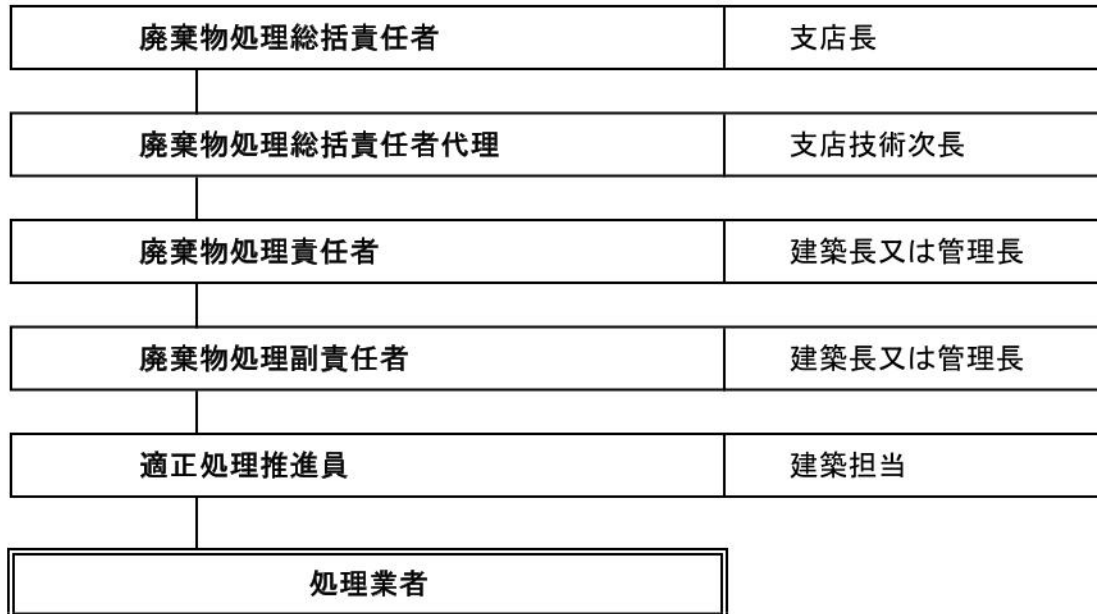 廃棄物処理総括責任者 支店長
廃棄物処理総括責任者代理 支店技術次長
廃棄物処理責任者 建築長又は管理長
廃棄物処理副責任者 建築長又は管理長
適正処理推進員 建築担当
処理業者